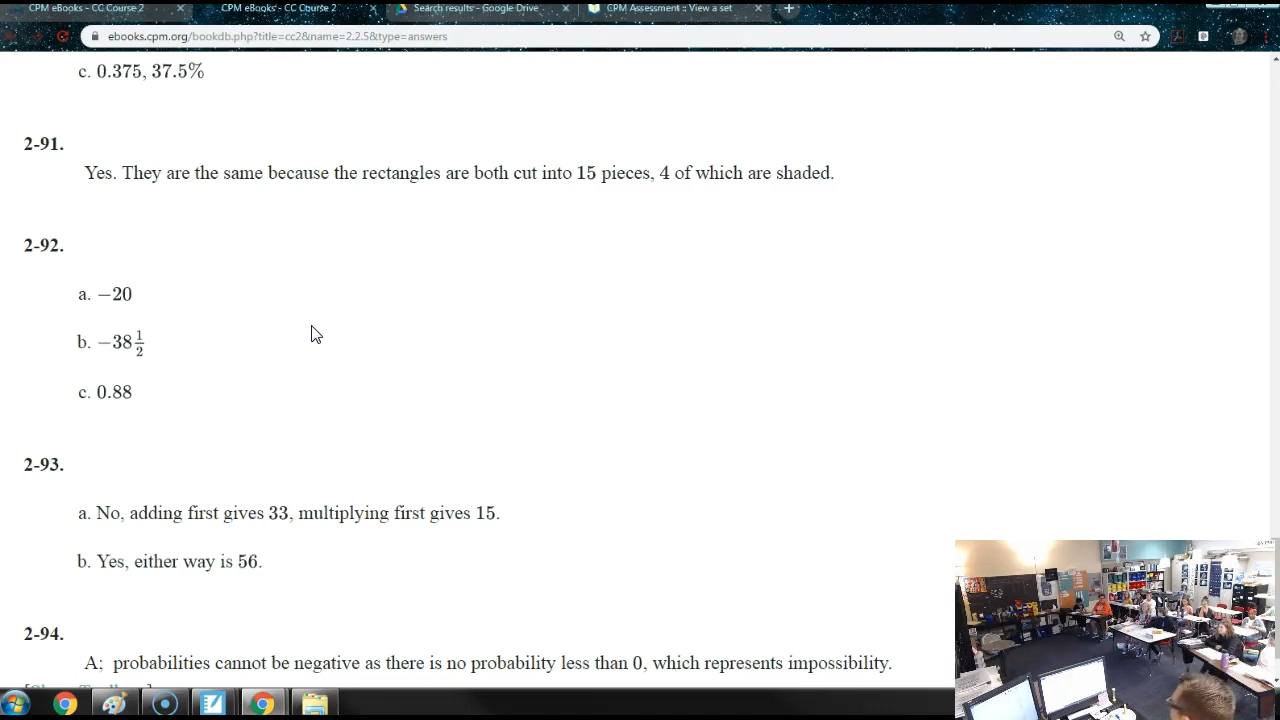 CPM eBooks - CC Course 2
CPM eBooks - CC Course 2
Search results - Google Drive
CPM Assessment :: View a set
ebooks.cpm.org/bookdb.php?title=cc2&name=2.2.5&type=answers
c. 0.375, 37.5%
2-91.
Yes. They are the same because the rectangles are both cut into 15 pieces, 4 of which are shaded.
2-92.
a. −20
b. −38 1/2
c. 0.88
2-93.
a. No, adding first gives 33, multiplying first gives 15.
b. Yes, either way is 56.
2-94.
A; probabilities cannot be negative as there is no probability less than 0, which represents impossibility.